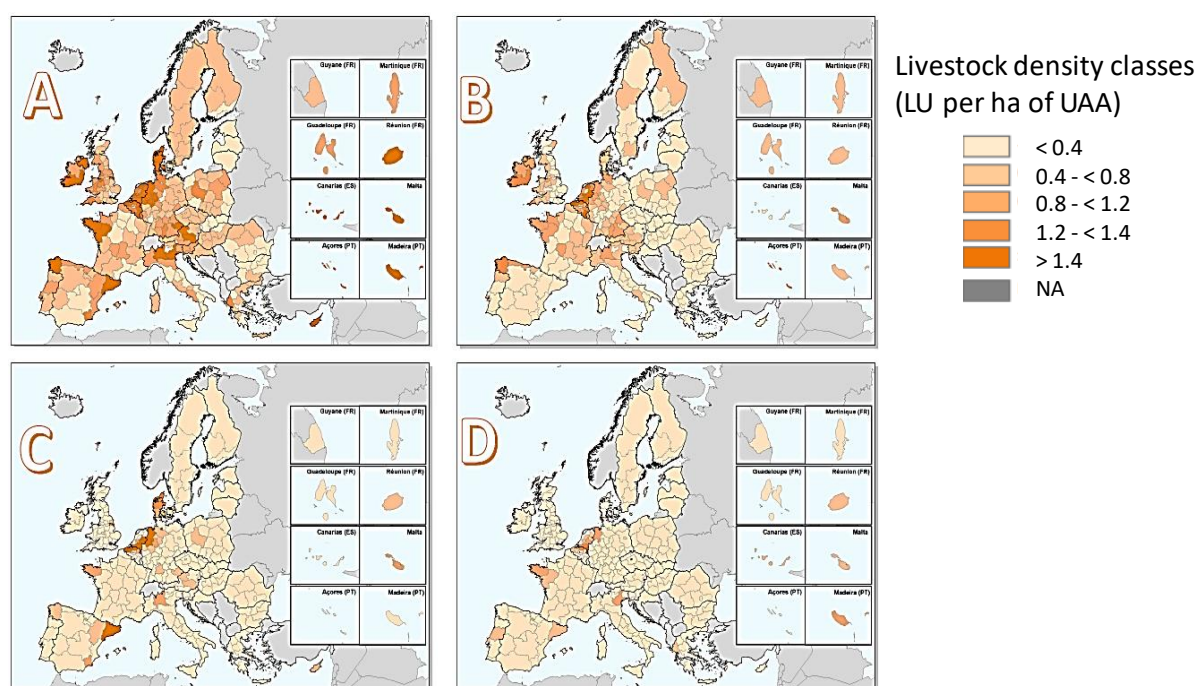 A
Guyane (FR) Martinique (FR)
Guadeloupe (FR) Réunion (FR)
Canarias (ES) Malta
Açores (PT) Madeira (PT)
B
Guyane (FR) Martinique (FR)
Guadeloupe (FR) Réunion (FR)
Canarias (ES) Malta
Açores (PT) Madeira (PT)
Livestock density classes
(LU per ha of UAA)
< 0.4
0.4 - < 0.8
0.8 - < 1.2
1.2 - < 1.4
> 1.4
NA
C
Guyane (FR) Martinique (FR)
Guadeloupe (FR) Réunion (FR)
Canarias (ES) Malta
Açores (PT) Madeira (PT)
D
Guyane (FR) Martinique (FR)
Guadeloupe (FR) Réunion (FR)
Canarias (ES) Malta
Açores (PT) Madeira (PT)